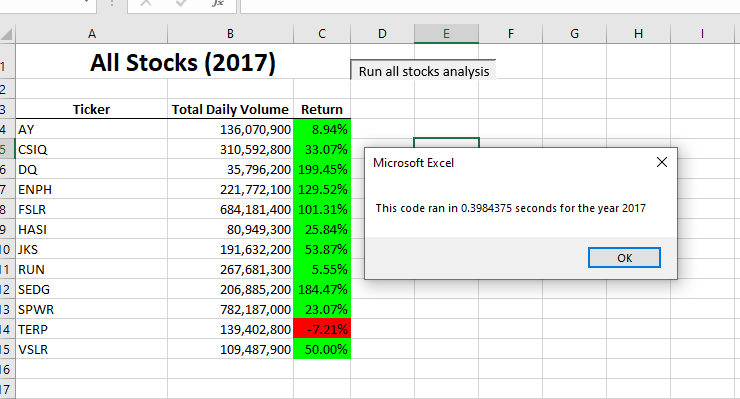 fx
A B C D E F G H I
1 All Stocks (2017) Run all stocks analysis
2
3 Ticker Total Daily Volume Return
4 AY 136,070,900 8.94%
5 CSIQ 310,592,800 33.07%
6 DQ 35,796,200 199.45%
7 ENPH 221,772,100 129.52%
8 FSLR 684,181,400 101.31%
9 HASI 80,949,300 25.84%
10 JKS 191,632,200 53.87%
11 RUN 267,681,300 5.55%
12 SEDG 206,885,200 184.47%
13 SPWR 782,187,000 23.07%
14 TERP 139,402,800 -7.21%
15 VSLR 109,487,900 50.00%
16
17
Microsoft Excel
This code ran in 0.3984375 seconds for the year 2017
OK